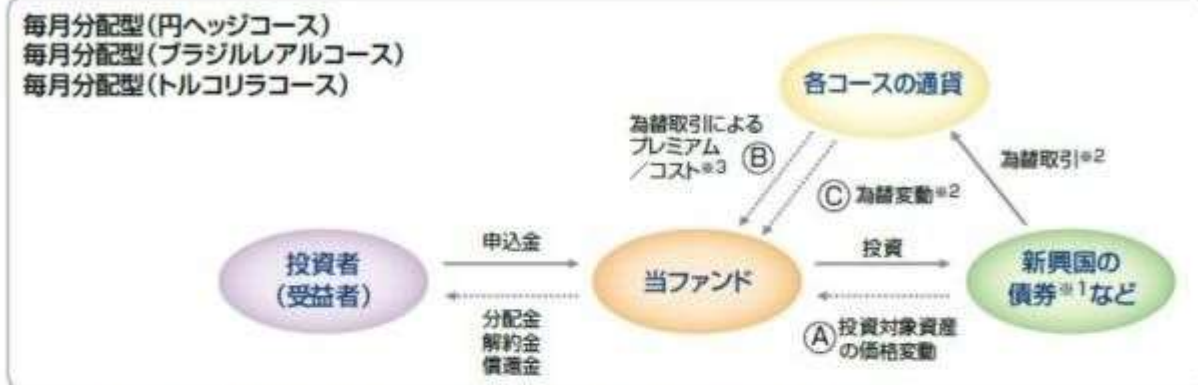 毎月分配型(円ヘッジコース)
毎月分配型(ブラジルレアルコース)
毎月分配型(トルコリラコース)
各コースの通貨
為替取引による
プレミアム
／コスト※3 Ⓑ
為替取引※2
Ⓒ 為替変動※2
申込金
投資
投資者
(受益者)
当ファンド
新興国の
債券※1など
分配金
解約金
償還金
Ⓐ 投資対象資産
の価格変動